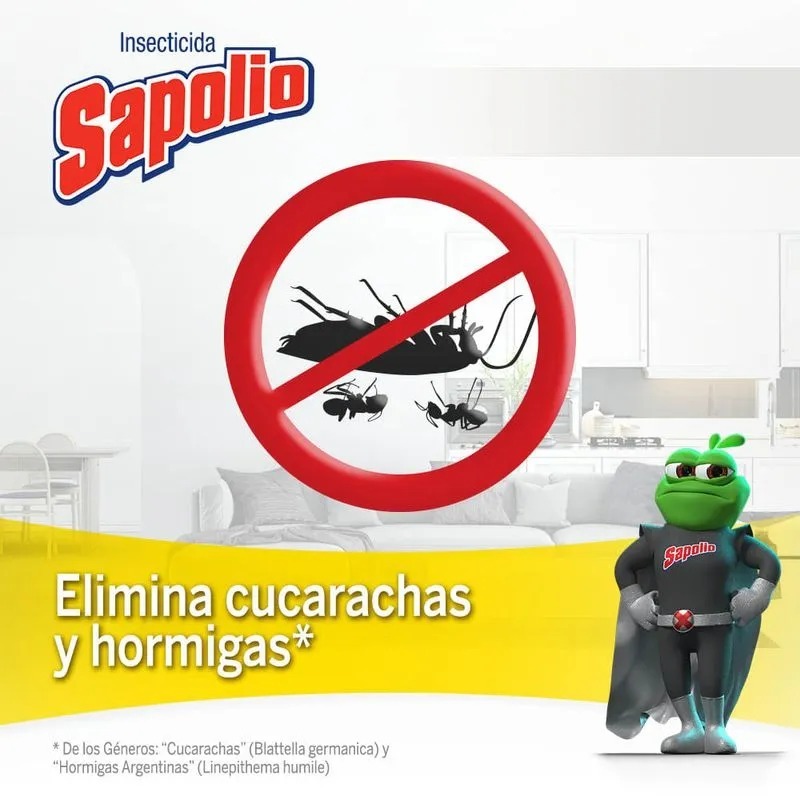 Insecticida
Sapolio
Sapolio
Elimina cucarachas
y hormigas*
* De los Géneros: “Cucarachas” (Blattella germanica) y
“Hormigas Argentinas” (Linepithema humile)